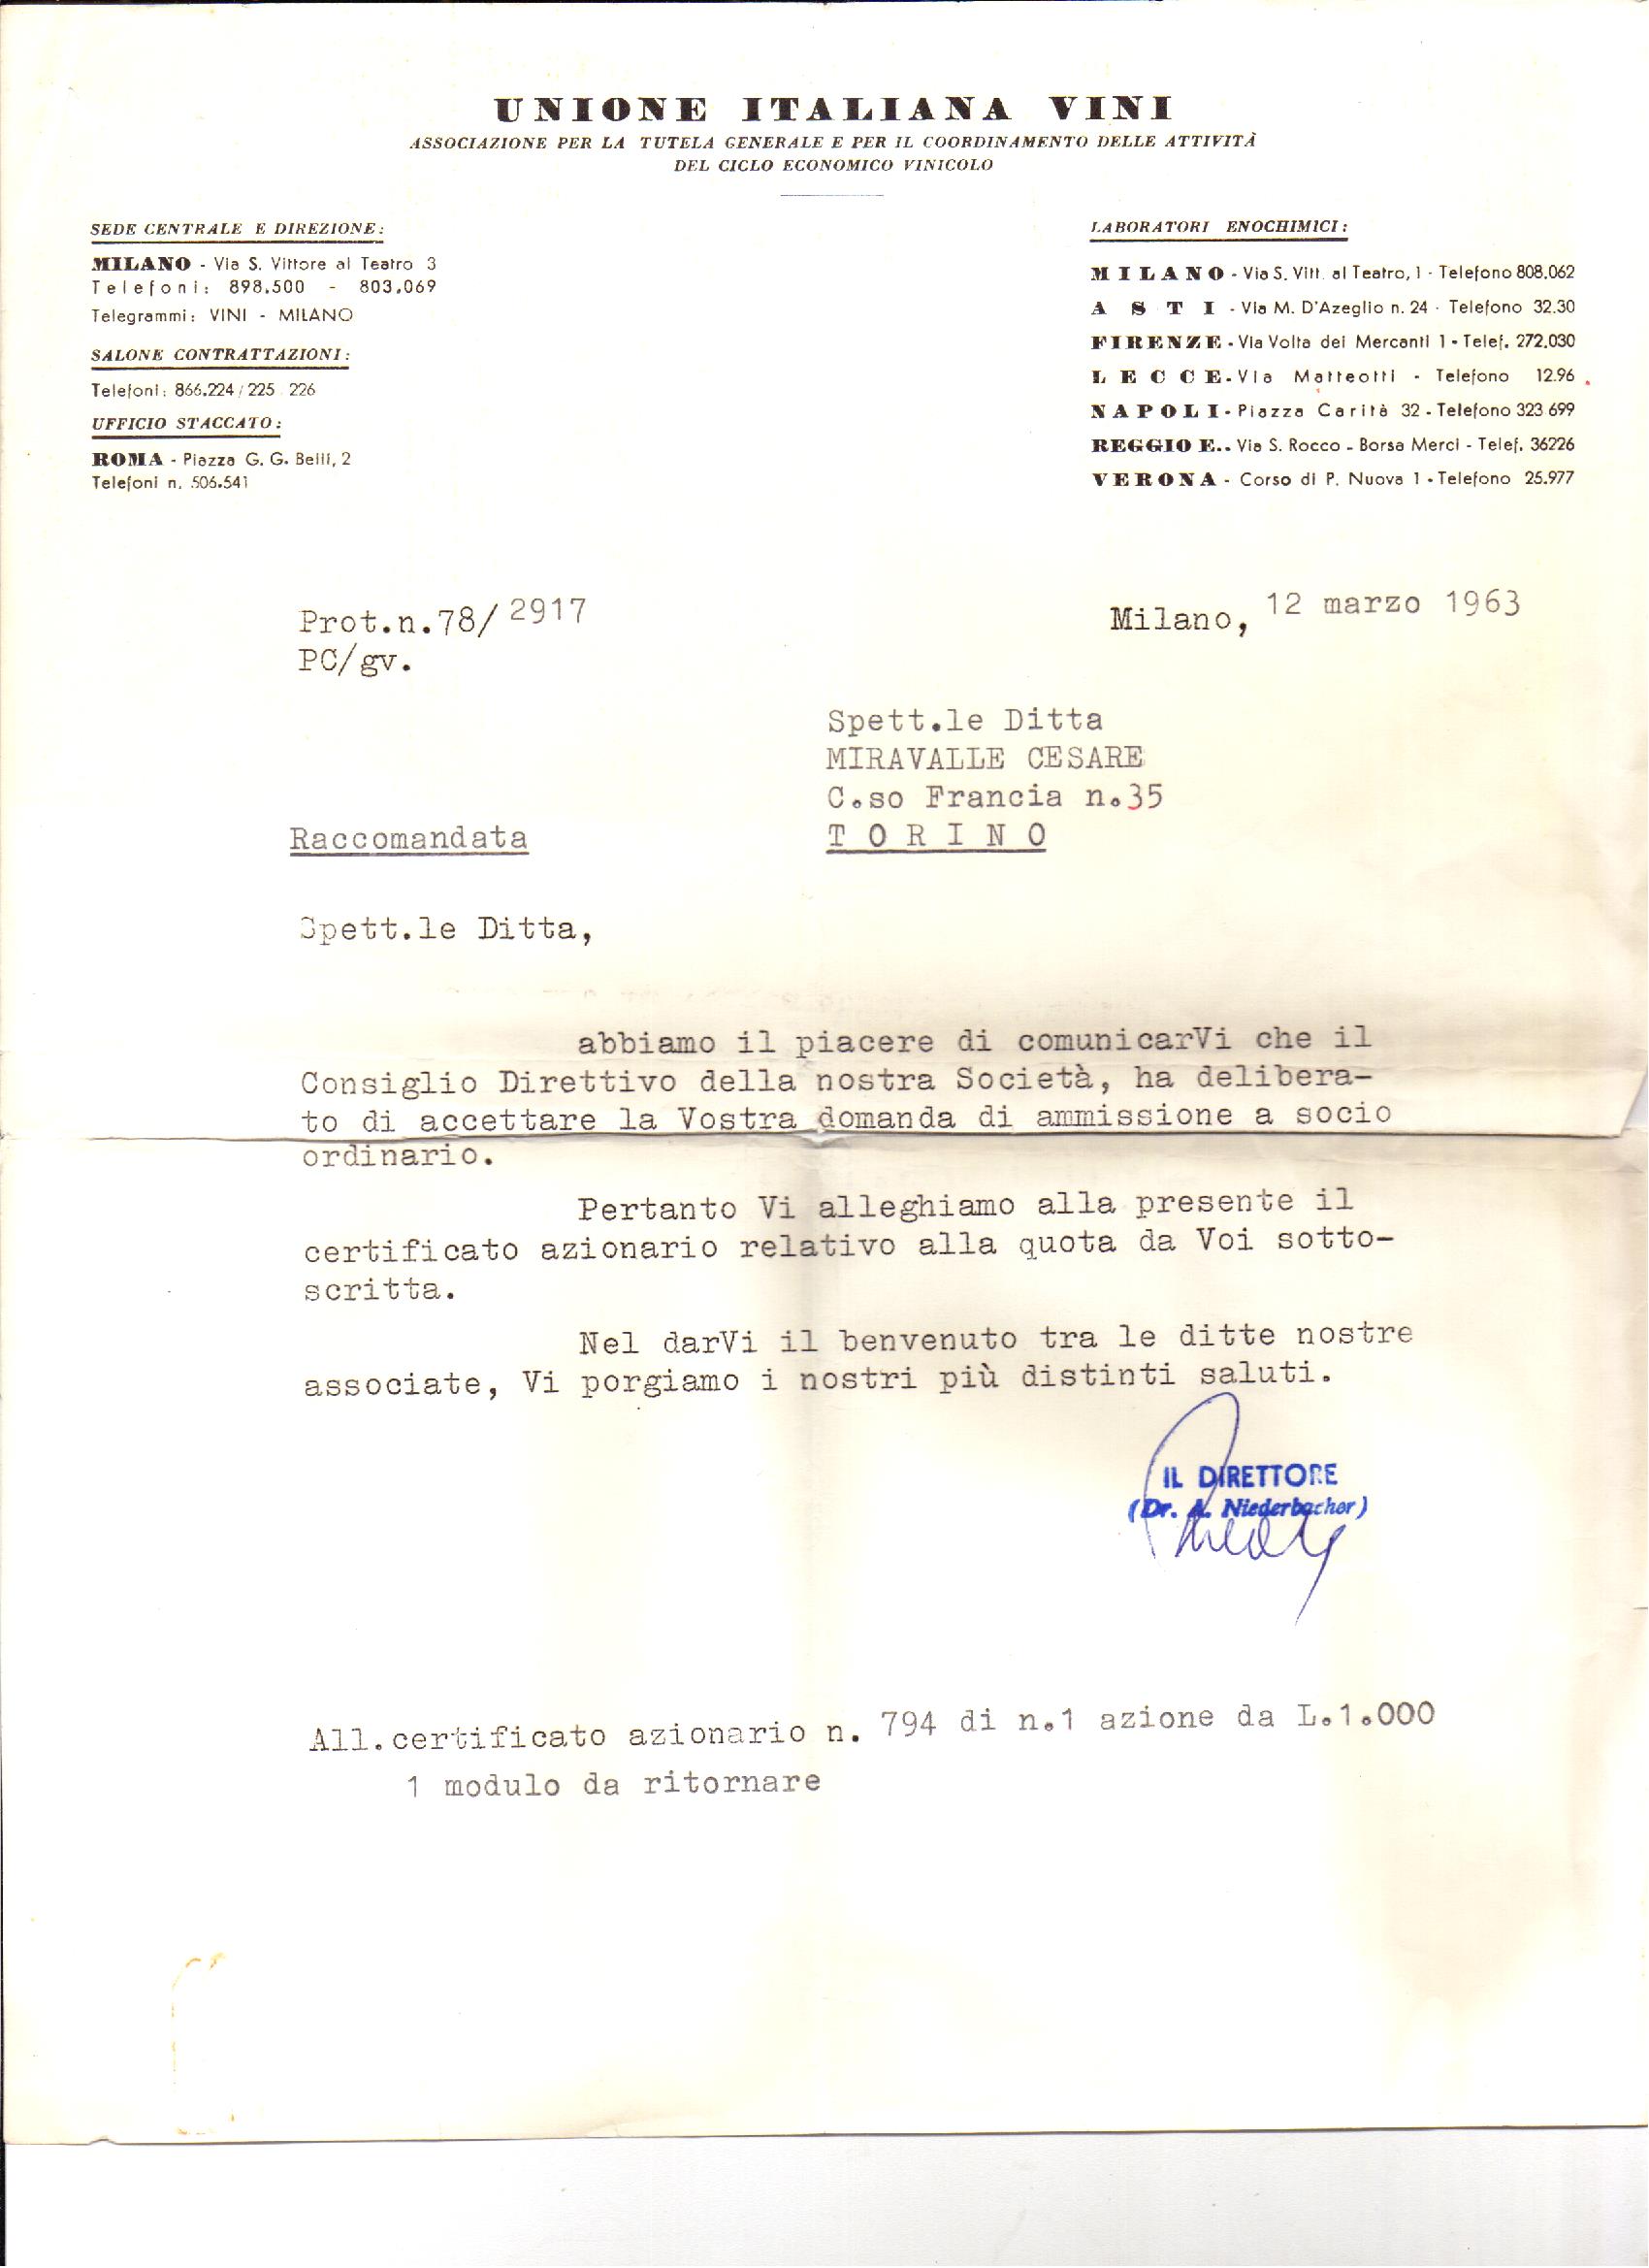 UNIONE ITALIANA VINI
ASSOCIAZIONE PER LA TUTELA GENERALE E PER IL COORDINAMENTO DELLE ATTIVITÀ
DEL CICLO ECONOMICO VINICOLO
SEDE CENTRALE E DIREZIONE:
MILANO - Via S. Vittore al Teatro 3
Telefoni: 898.500 - 803.069
Telegrammi: VINI - MILANO
SALONE CONTRATTAZIONI:
Telefoni: 866.224/225 226
UFFICIO STACCATO:
ROMA - Piazza G. G. Belli, 2
Telefoni n. 506.541
LABORATORI ENOCHIMICI:
MILANO - Via S. Vitt. al Teatro, 1 - Telefono 808.062
ASTI - Via M. D'Azeglio n. 24 - Telefono 32.30
FIRENZE - Via Volta dei Mercanti 1 - Telef. 272.030
LECCE - Via Matteotti - Telefono 12.96
NAPOLI - Piazza Carità 32 - Telefono 323 699
REGGIO E.. Via S. Rocco - Borsa Merci - Telef. 36226
VERONA - Corso di P. Nuova 1 - Telefono 25.977
Prot.n.78/2917
PC/gv.
Milano, 12 marzo 1963
Spett.le Ditta
MIRAVALLE CESARE
C.so Francia n.35
TORINO
Raccomandata
Spett.le Ditta,
abbiamo il piacere di comunicarVi che il
Consiglio Direttivo della nostra Società, ha delibera-
to di accettare la Vostra domanda di ammissione a socio
ordinario.
Pertanto Vi alleghiamo alla presente il
certificato azionario relativo alla quota da Voi sotto-
scritta.
Nel darVi il benvenuto tra le ditte nostre
associate, Vi porgiamo i nostri più distinti saluti.
IL DIRETTORE
(Dr. A. Niederbacher)
All.certificato azionario n. 794 di n.1 azione da L.1.000
1 modulo da ritornare